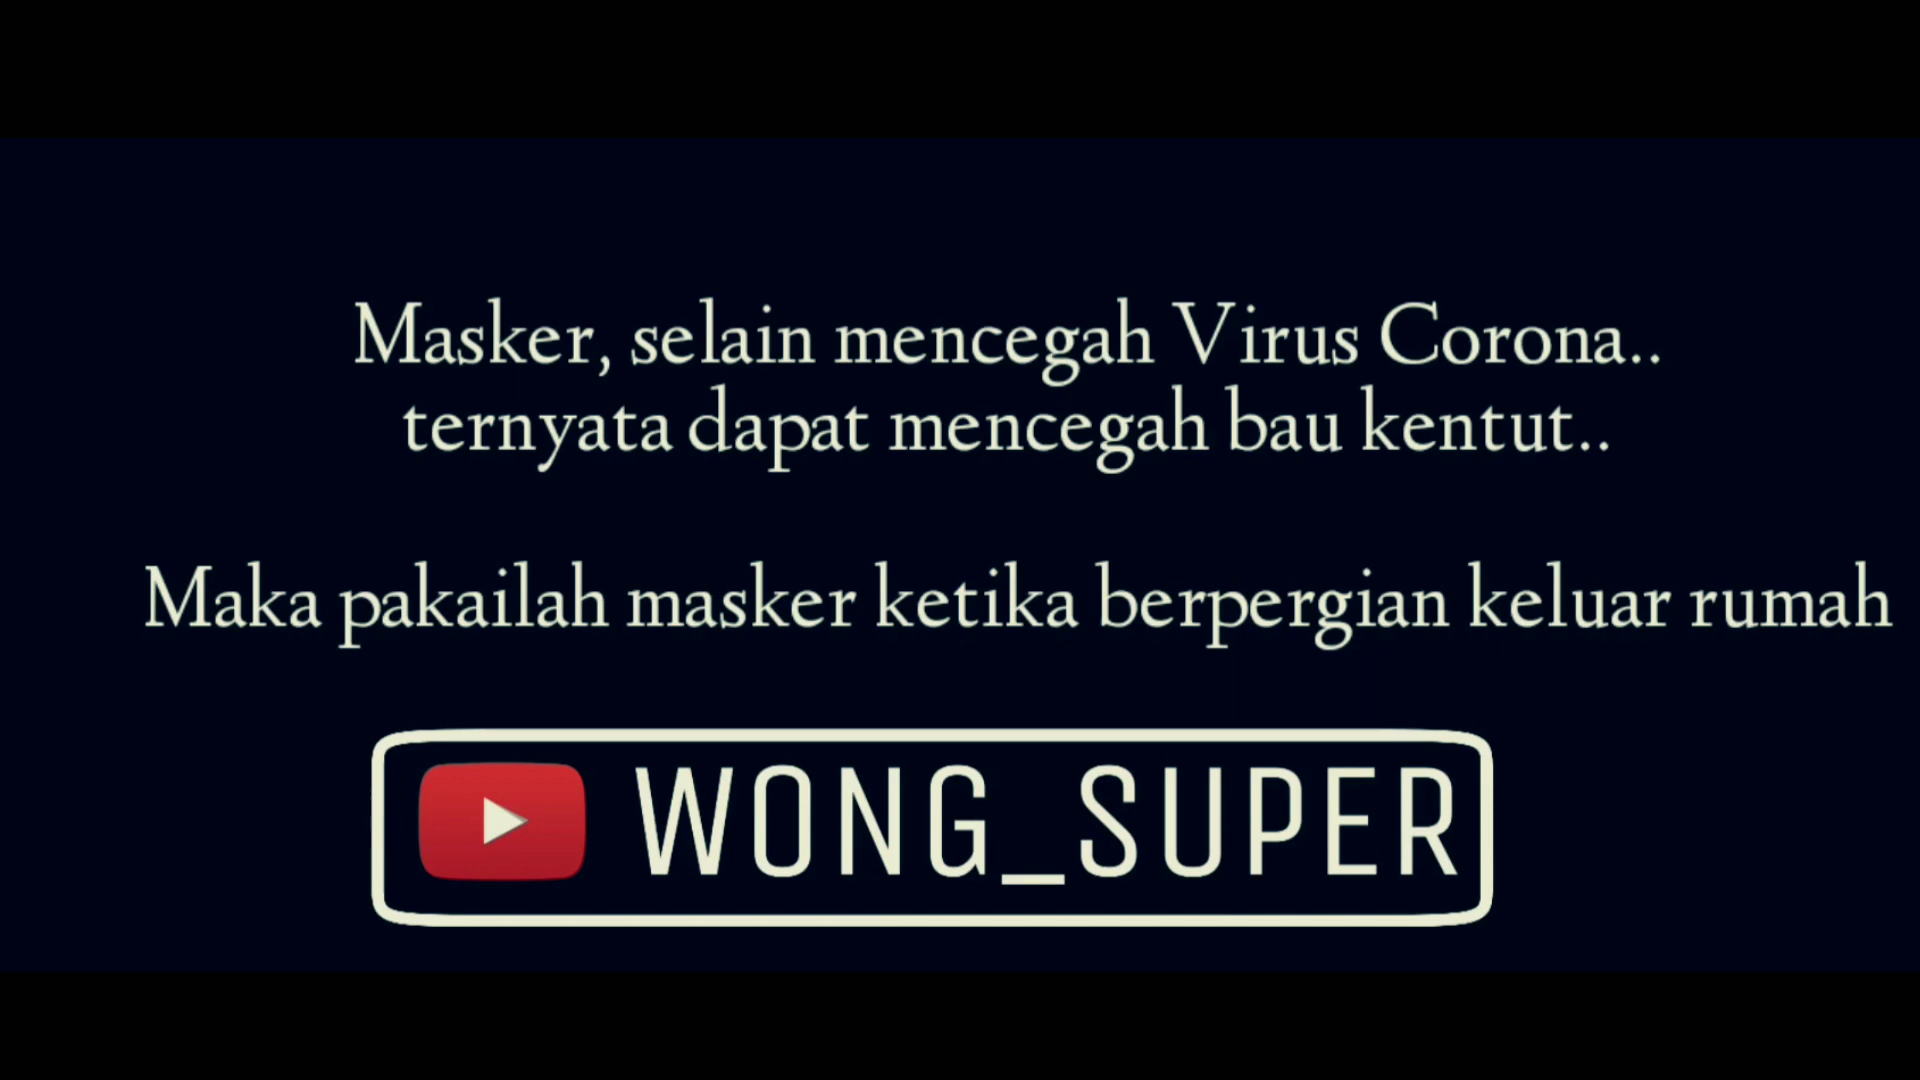 Masker, selain mencegah Virus Corona..
ternyata dapat mencegah bau kentut..
Maka pakailah masker ketika berpergian keluar rumah
WONG_SUPER